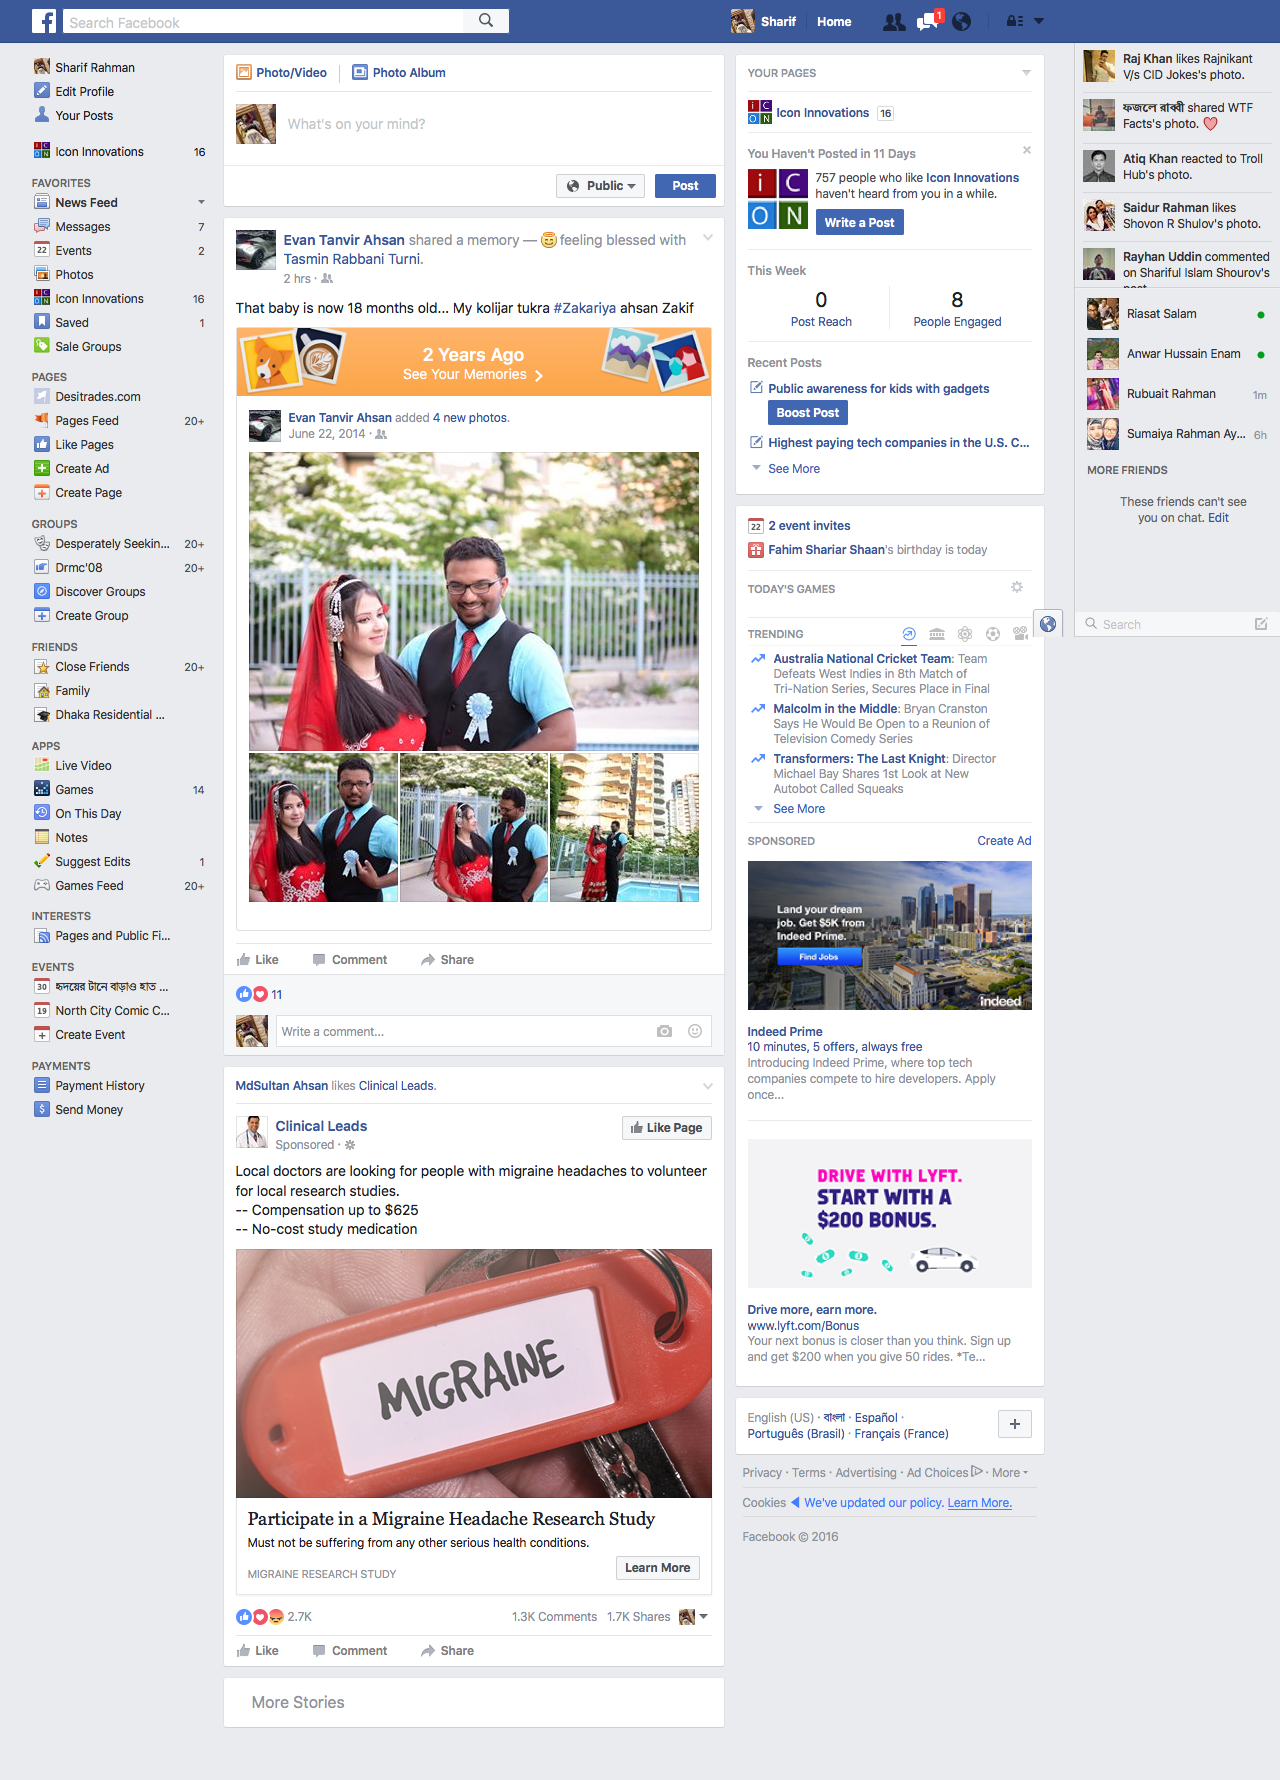 Search Facebook
Sharif
Home
1
Sharif Rahman
Edit Profile
Your Posts
Icon Innovations 16
FAVORITES
News Feed
Messages 7
22 Events 2
Photos
Icon Innovations 16
Saved 1
Sale Groups
PAGES
Desitrades.com
Pages Feed 20+
Like Pages
Create Ad
Create Page
GROUPS
Desperately Seekin... 20+
Drmc'08 20+
Discover Groups
Create Group
FRIENDS
Close Friends 20+
Family
Dhaka Residential ...
APPS
Live Video
Games 14
On This Day
Notes
Suggest Edits 1
Games Feed 20+
INTERESTS
Pages and Public Fi...
EVENTS
30 হৃদয়ের টানে বাড়াও হাত ...
19 North City Comic C...
Create Event
PAYMENTS
Payment History
Send Money
Photo/Video
Photo Album
What's on your mind?
Public
Post
Evan Tanvir Ahsan shared a memory — feeling blessed with
Tasmin Rabbani Turni.
2 hrs ·
That baby is now 18 months old... My kolijar tukra #Zakariya ahsan Zakif
2 Years Ago
See Your Memories
Evan Tanvir Ahsan added 4 new photos.
June 22, 2014 ·
Like Comment Share
11
Write a comment...
MdSultan Ahsan likes Clinical Leads.
Clinical Leads
Sponsored ·
Like Page
Local doctors are looking for people with migraine headaches to volunteer
for local research studies.
-- Compensation up to $625
-- No-cost study medication
MIGRAINE
Participate in a Migraine Headache Research Study
Must not be suffering from any other serious health conditions.
MIGRAINE RESEARCH STUDY
Learn More
2.7K 1.3K Comments 1.7K Shares
Like Comment Share
More Stories
YOUR PAGES
Icon Innovations 16
You Haven't Posted in 11 Days
iCON
757 people who like Icon Innovations
haven't heard from you in a while.
Write a Post
This Week
0 8
Post Reach People Engaged
Recent Posts
Public awareness for kids with gadgets
Boost Post
Highest paying tech companies in the U.S. C...
See More
22 2 event invites
Fahim Shariar Shaan's birthday is today
TODAY'S GAMES
TRENDING
Australia National Cricket Team: Team
Defeats West Indies in 8th Match of
Tri-Nation Series, Secures Place in Final
Malcolm in the Middle: Bryan Cranston
Says He Would Be Open to a Reunion of
Television Comedy Series
Transformers: The Last Knight: Director
Michael Bay Shares 1st Look at New
Autobot Called Squeaks
See More
SPONSORED Create Ad
Land your dream
job. Get $5K from
Indeed Prime.
Find Jobs
indeed
Indeed Prime
10 minutes, 5 offers, always free
Introducing Indeed Prime, where top tech
companies compete to hire developers. Apply
once...
DRIVE WITH LYFT.
START WITH A
$200 BONUS.
Drive more, earn more.
www.lyft.com/Bonus
Your next bonus is closer than you think. Sign up
and get $200 when you give 50 rides. *Te...
English (US) · বাংলা · Español ·
Português (Brasil) · Français (France)
Privacy · Terms · Advertising · Ad Choices · More
Cookies We've updated our policy. Learn More.
Facebook © 2016
Raj Khan likes Rajnikant
V/s CID Jokes's photo.
ফজলে রাব্বী shared WTF
Facts's photo.
Atiq Khan reacted to Troll
Hub's photo.
Saidur Rahman likes
Shovon R Shulov's photo.
Rayhan Uddin commented
on Shariful Islam Shourov's
post.
Riasat Salam
Anwar Hussain Enam
Rubuait Rahman 1m
Sumaiya Rahman Ay... 6h
MORE FRIENDS
These friends can't see
you on chat. Edit
Search